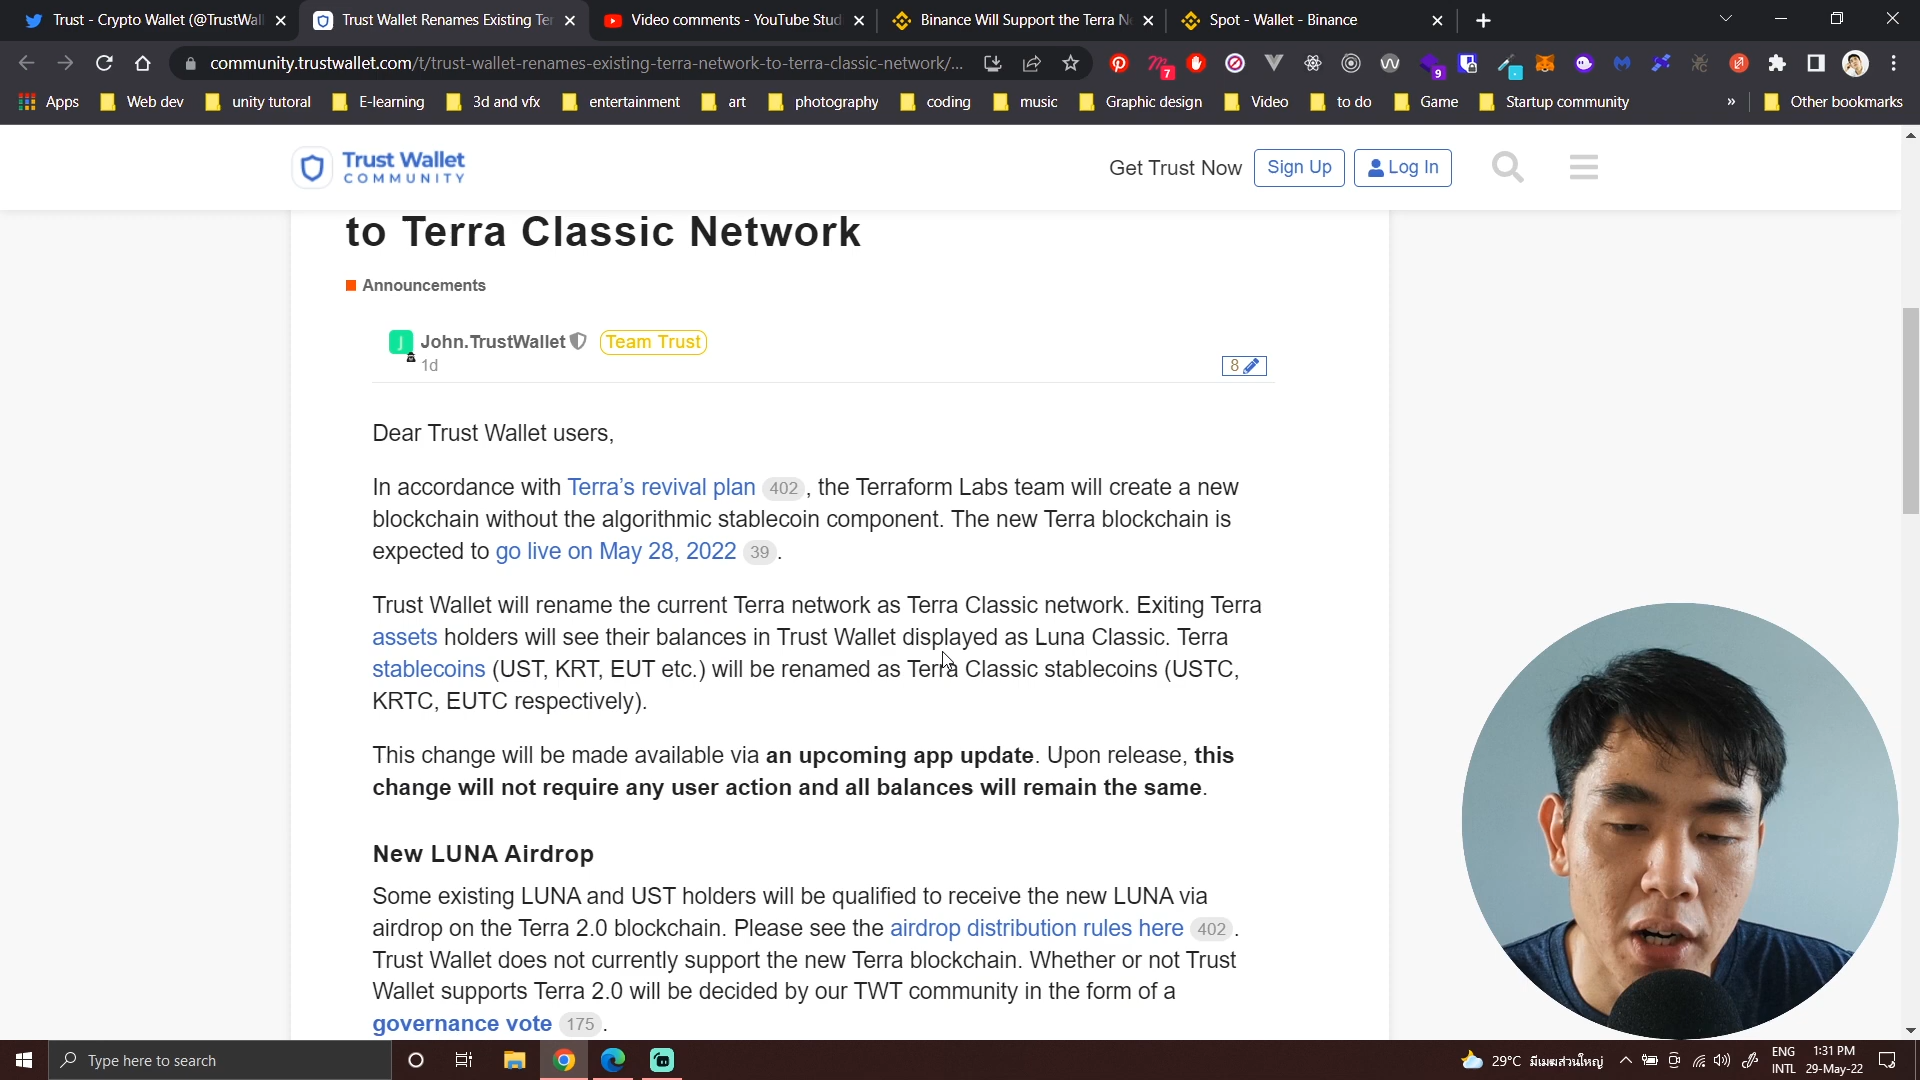 Trust - Crypto Wallet (@TrustWal
Trust Wallet Renames Existing Ter
Video comments - YouTube Stud
Binance Will Support the Terra N
Spot - Wallet - Binance
community.trustwallet.com/t/trust-wallet-renames-existing-terra-network-to-terra-classic-network/...
7
9
Apps
Web dev
unity tutoral
E-learning
3d and vfx
entertainment
art
photography
coding
music
Graphic design
Video
to do
Game
Startup community
»
Other bookmarks
Trust Wallet
COMMUNITY
Get Trust Now
Sign Up
Log In
to Terra Classic Network
Announcements
J
John.TrustWallet
Team Trust
1d
8
Dear Trust Wallet users,
In accordance with Terra's revival plan 402 , the Terraform Labs team will create a new
blockchain without the algorithmic stablecoin component. The new Terra blockchain is
expected to go live on May 28, 2022 39 .
Trust Wallet will rename the current Terra network as Terra Classic network. Exiting Terra
assets holders will see their balances in Trust Wallet displayed as Luna Classic. Terra
stablecoins (UST, KRT, EUT etc.) will be renamed as Terra Classic stablecoins (USTC,
KRTC, EUTC respectively).
This change will be made available via an upcoming app update. Upon release, this
change will not require any user action and all balances will remain the same.
New LUNA Airdrop
Some existing LUNA and UST holders will be qualified to receive the new LUNA via
airdrop on the Terra 2.0 blockchain. Please see the airdrop distribution rules here 402 .
Trust Wallet does not currently support the new Terra blockchain. Whether or not Trust
Wallet supports Terra 2.0 will be decided by our TWT community in the form of a
governance vote 175 .
Type here to search
29°C มีเมฆส่วนใหญ่
ENG
INTL
1:31 PM
29-May-22